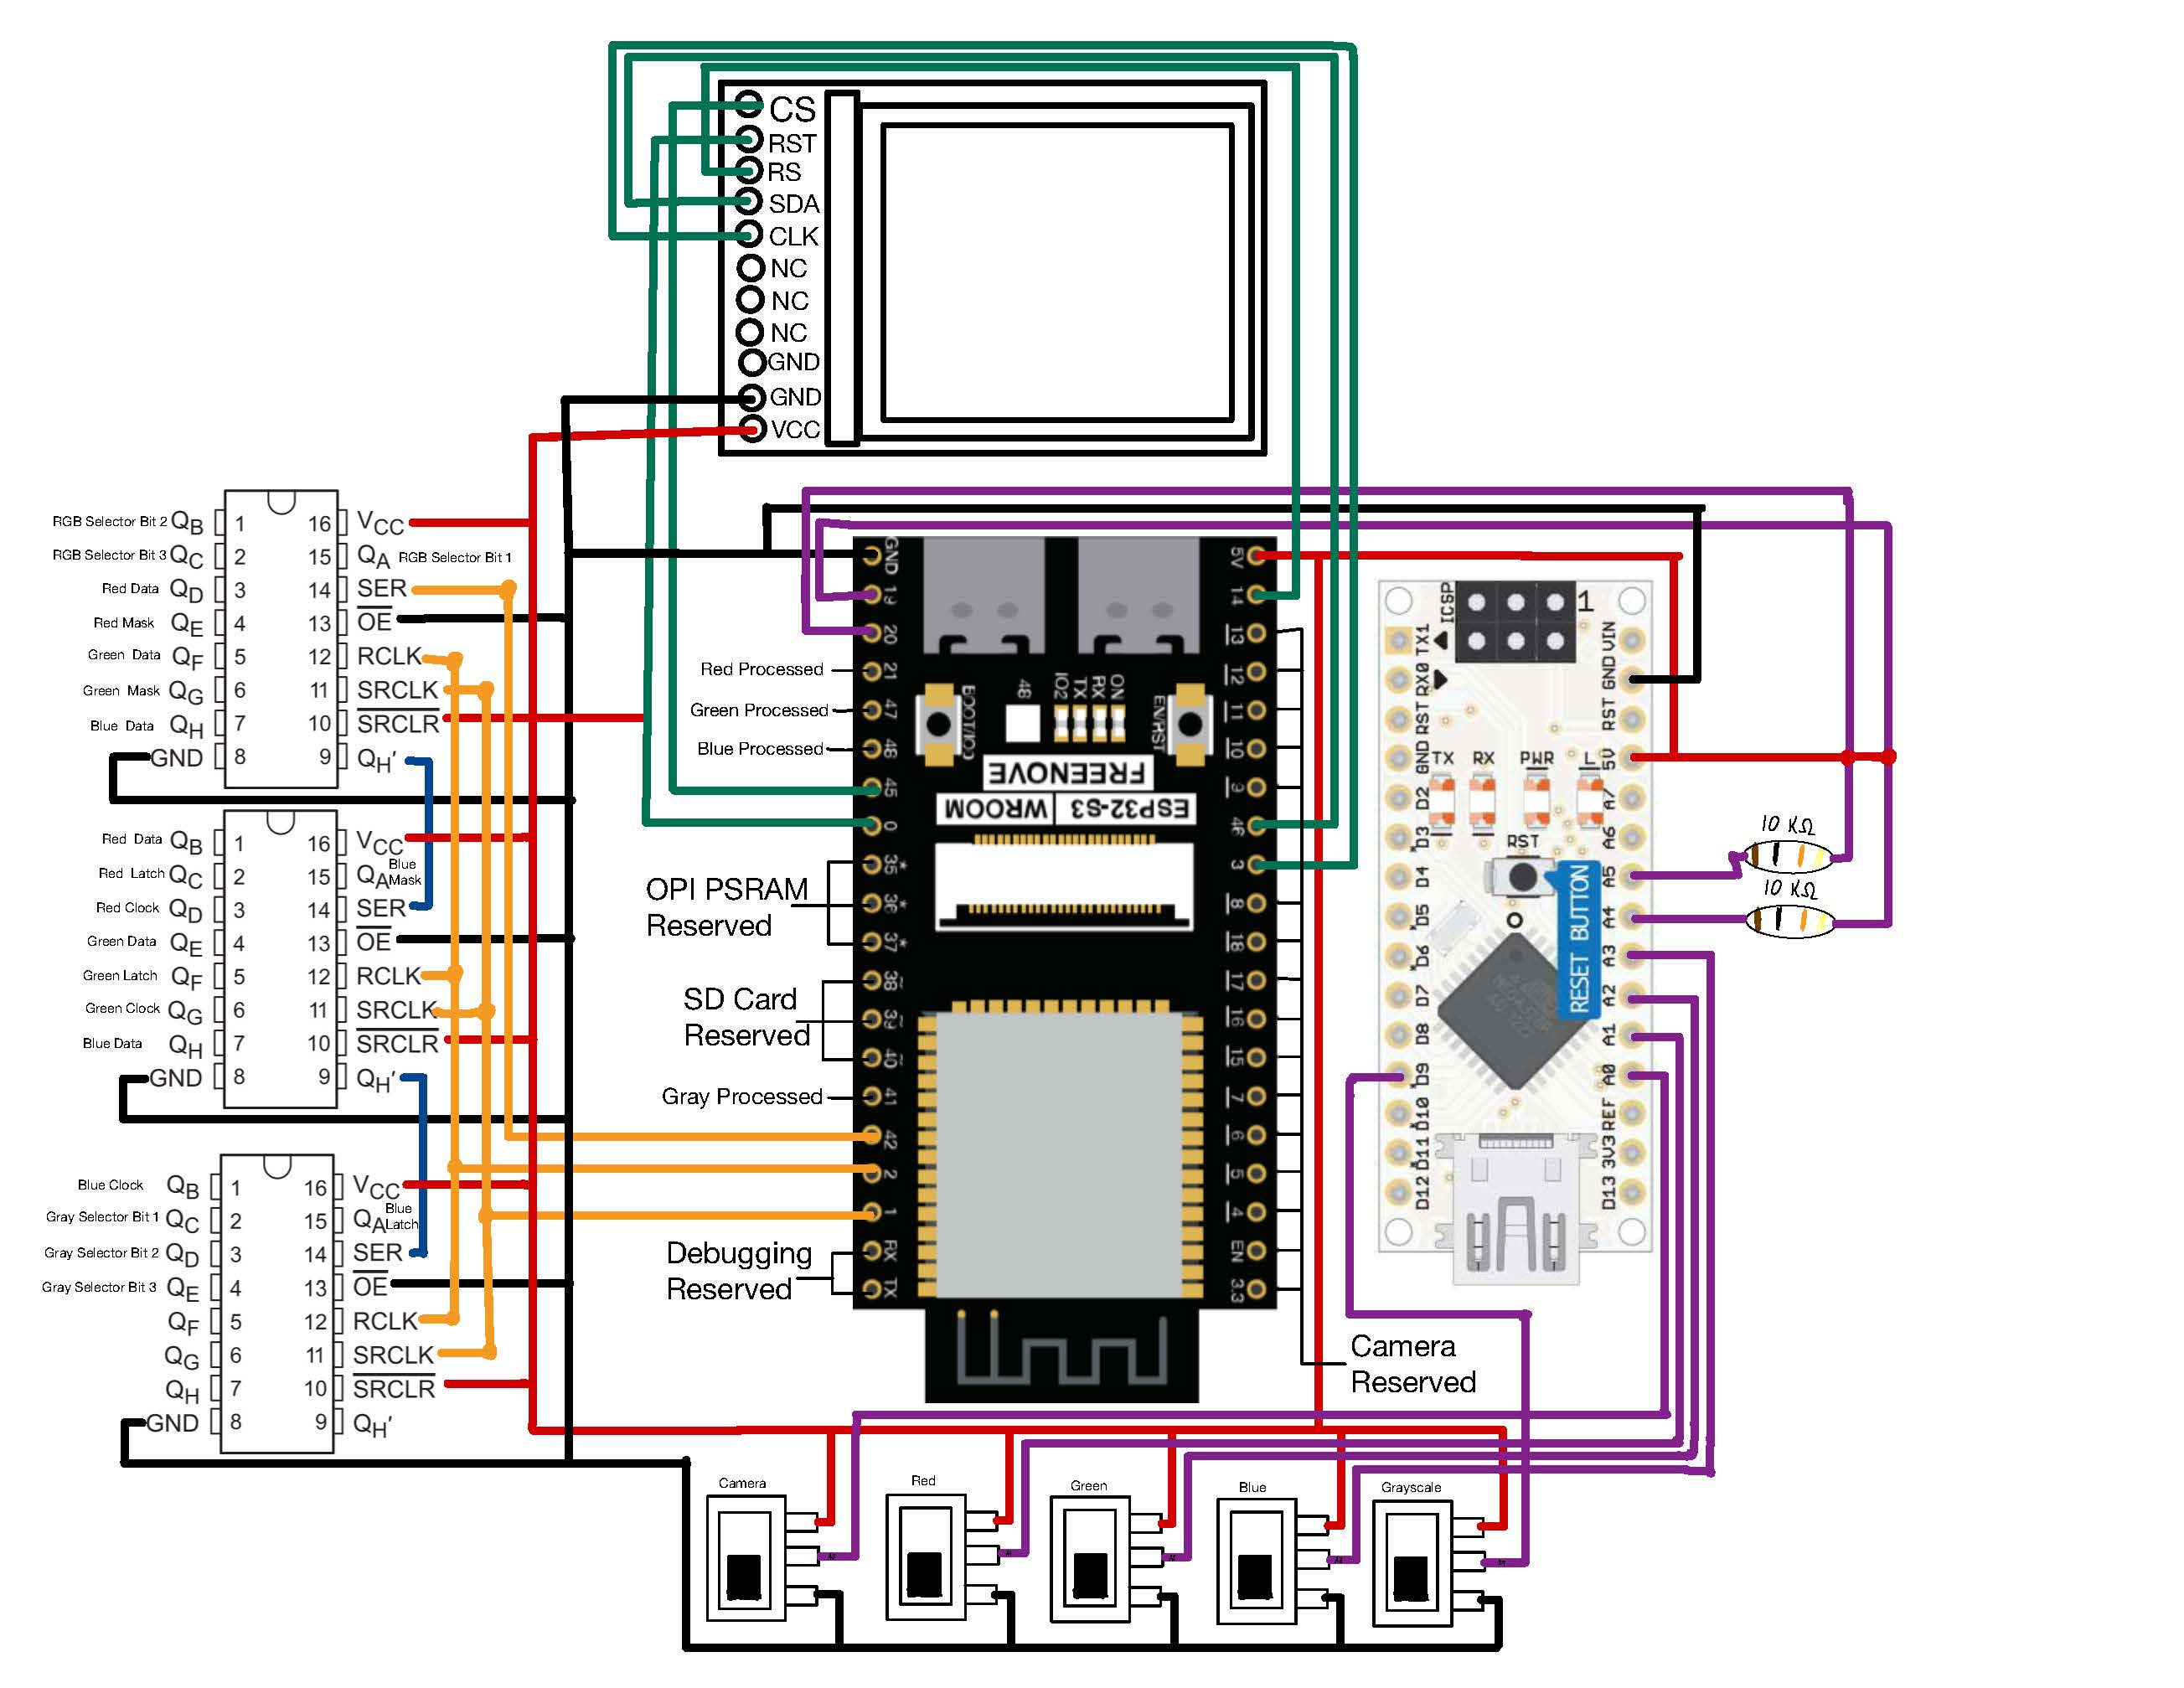 CS
RST
RS
SDA
CLK
NC
NC
NC
GND
GND
VCC
RGB Selector Bit 2 QB 1 16 VCC
RGB Selector Bit 3 QC 2 15 QA RGB Selector Bit 1
Red Data QD 3 14 SER
Red Mask QE 4 13 OE
Green Data QF 5 12 RCLK
Green Mask QG 6 11 SRCLK
Blue Data QH 7 10 SRCLR
GND 8 9 QH'
Red Data QB 1 16 VCC
Red Latch QC 2 15 QA Blue Mask
Red Clock QD 3 14 SER
Green Data QE 4 13 OE
Green Latch QF 5 12 RCLK
Green Clock QG 6 11 SRCLK
Blue Data QH 7 10 SRCLR
GND 8 9 QH'
Blue Clock QB 1 16 VCC
Gray Selector Bit 1 QC 2 15 QA Blue Latch
Gray Selector Bit 2 QD 3 14 SER
Gray Selector Bit 3 QE 4 13 OE
QF 5 12 RCLK
QG 6 11 SRCLK
QH 7 10 SRCLR
GND 8 9 QH'
Red Processed
Green Processed
Blue Processed
OPI PSRAM
Reserved
SD Card
Reserved
Gray Processed
Debugging
Reserved
GND
19
20
21
47
48
45
0
35*
36*
37*
38
39
40
41
42
2
1
RX
TX
48
IO2
TX
RX
ON
BOOT/IO0
EN/RST
FREENOVE
ESP32-S3 WROOM
5V
14
13
12
11
10
9
46
3
8
18
17
16
15
7
6
5
4
EN
3.3
Camera
Reserved
ICSP
1
TX1
RX0
RST
GND
D2
D3
D4
D5
D6
D7
D8
D9
D10
D11
D12
TX RX PWR L
RST
RESET BUTTON
VIN
GND
RST
5V
A7
A6
A5
A4
A3
A2
A1
A0
REF
3V3
D13
10 KΩ
10 KΩ
Camera
Red
Green
Blue
Grayscale